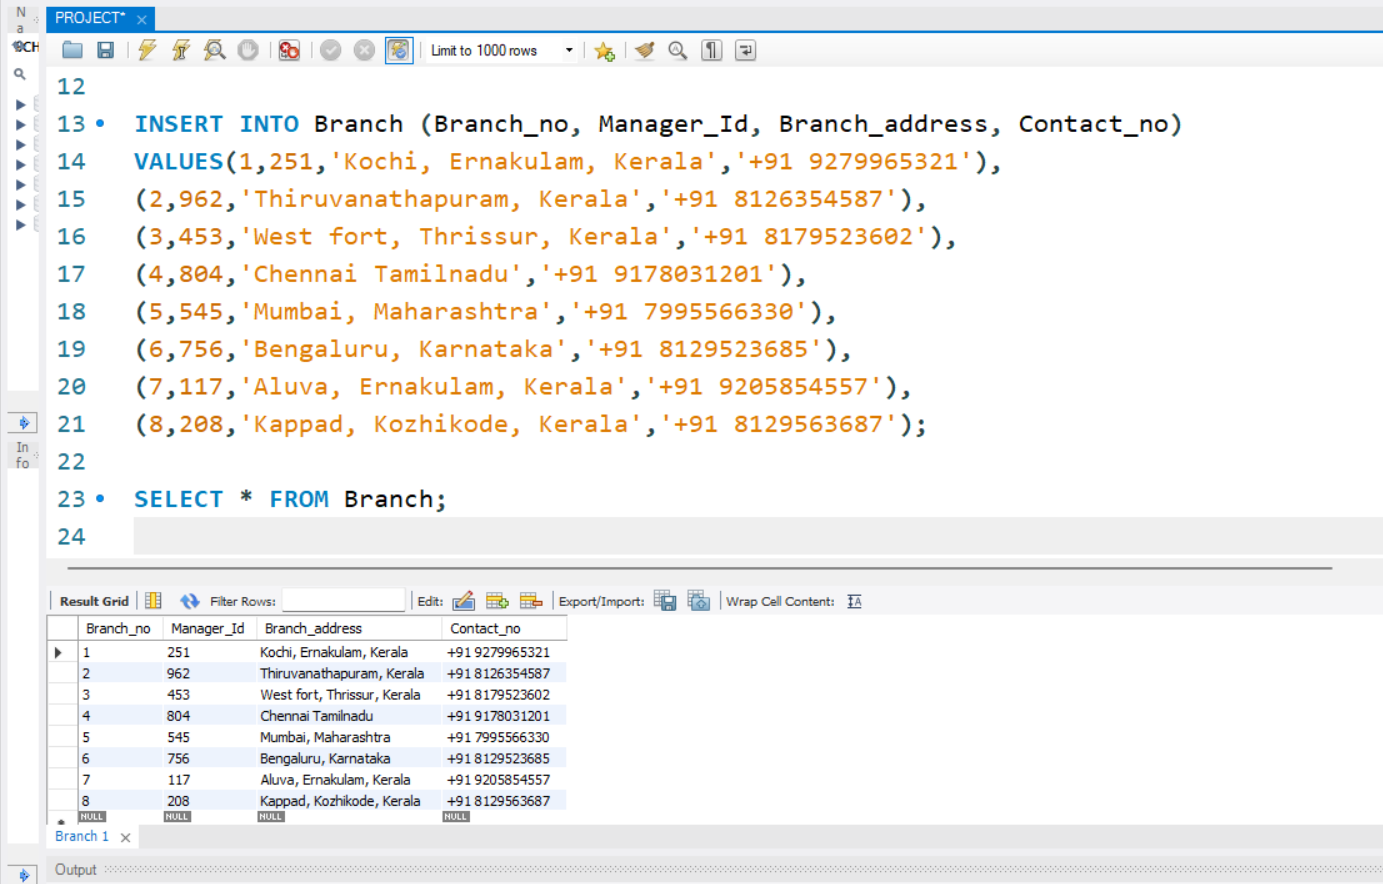 N
a
SCH
PROJECT*
Limit to 1000 rows
12
13 INSERT INTO Branch (Branch_no, Manager_Id, Branch_address, Contact_no)
14 VALUES(1,251,'Kochi, Ernakulam, Kerala','+91 9279965321'),
15 (2,962,'Thiruvanathapuram, Kerala','+91 8126354587'),
16 (3,453,'West fort, Thrissur, Kerala','+91 8179523602'),
17 (4,804,'Chennai Tamilnadu','+91 9178031201'),
18 (5,545,'Mumbai, Maharashtra','+91 7995566330'),
19 (6,756,'Bengaluru, Karnataka','+91 8129523685'),
20 (7,117,'Aluva, Ernakulam, Kerala','+91 9205854557'),
21 (8,208,'Kappad, Kozhikode, Kerala','+91 8129563687');
22
23 SELECT * FROM Branch;
24
In
fo
Result Grid Filter Rows: Edit: Export/Import: Wrap Cell Content:
Branch_no Manager_Id Branch_address Contact_no
1 251 Kochi, Ernakulam, Kerala +91 9279965321
2 962 Thiruvanathapuram, Kerala +91 8126354587
3 453 West fort, Thrissur, Kerala +91 8179523602
4 804 Chennai Tamilnadu +91 9178031201
5 545 Mumbai, Maharashtra +91 7995566330
6 756 Bengaluru, Karnataka +91 8129523685
7 117 Aluva, Ernakulam, Kerala +91 9205854557
8 208 Kappad, Kozhikode, Kerala +91 8129563687
NULL NULL NULL NULL
Branch 1
Output